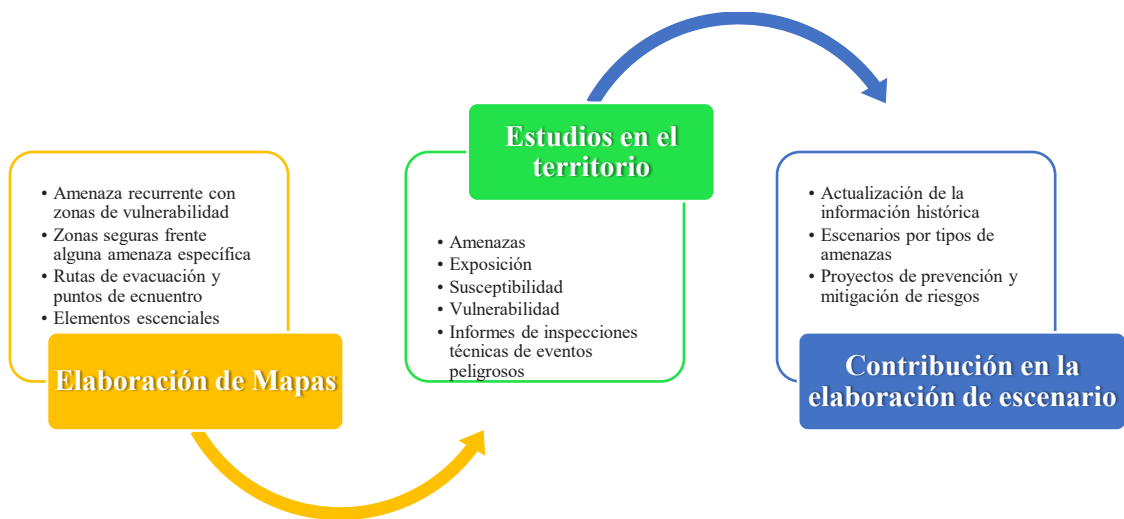 • Amenaza recurrente con
zonas de vulnerabilidad
• Zonas seguras frente
alguna amenaza específica
• Rutas de evacuación y
puntos de ecnuentro
• Elementos escenciales
Elaboración de Mapas
Estudios en el
territorio
• Amenazas
• Exposición
• Susceptibilidad
• Vulnerabilidad
• Informes de inspecciones
técnicas de eventos
peligrosos
• Actualización de la
información histórica
• Escenarios por tipos de
amenazas
• Proyectos de prevención y
mitigación de riesgos
Contribución en la
elaboración de escenario